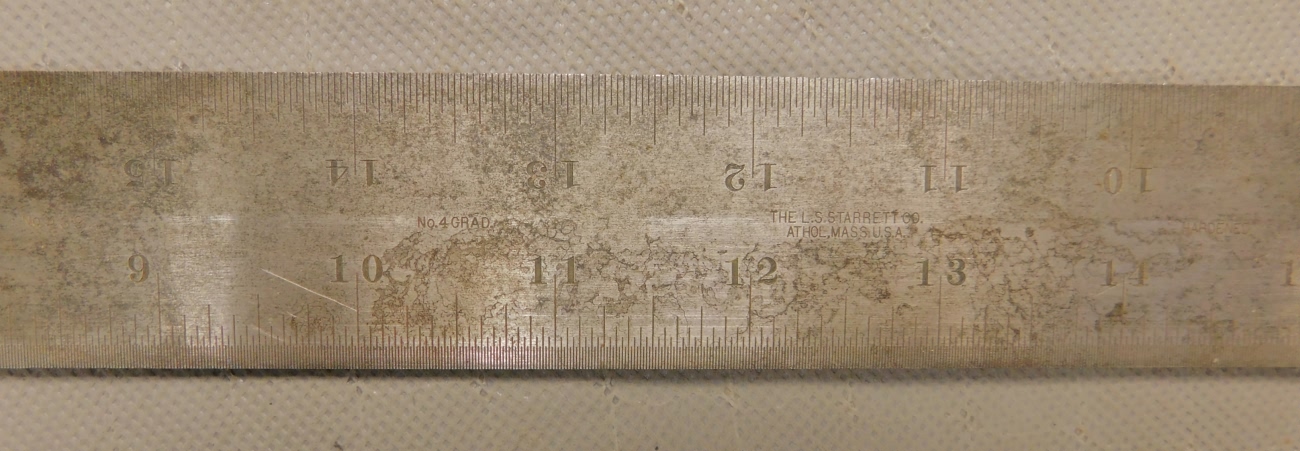 15 14 13 12 11 10
No. 4 GRAD.
THE L.S. STARRETT CO.
ATHOL, MASS. U.S.A.
HARDENED
9 10 11 12 13 14